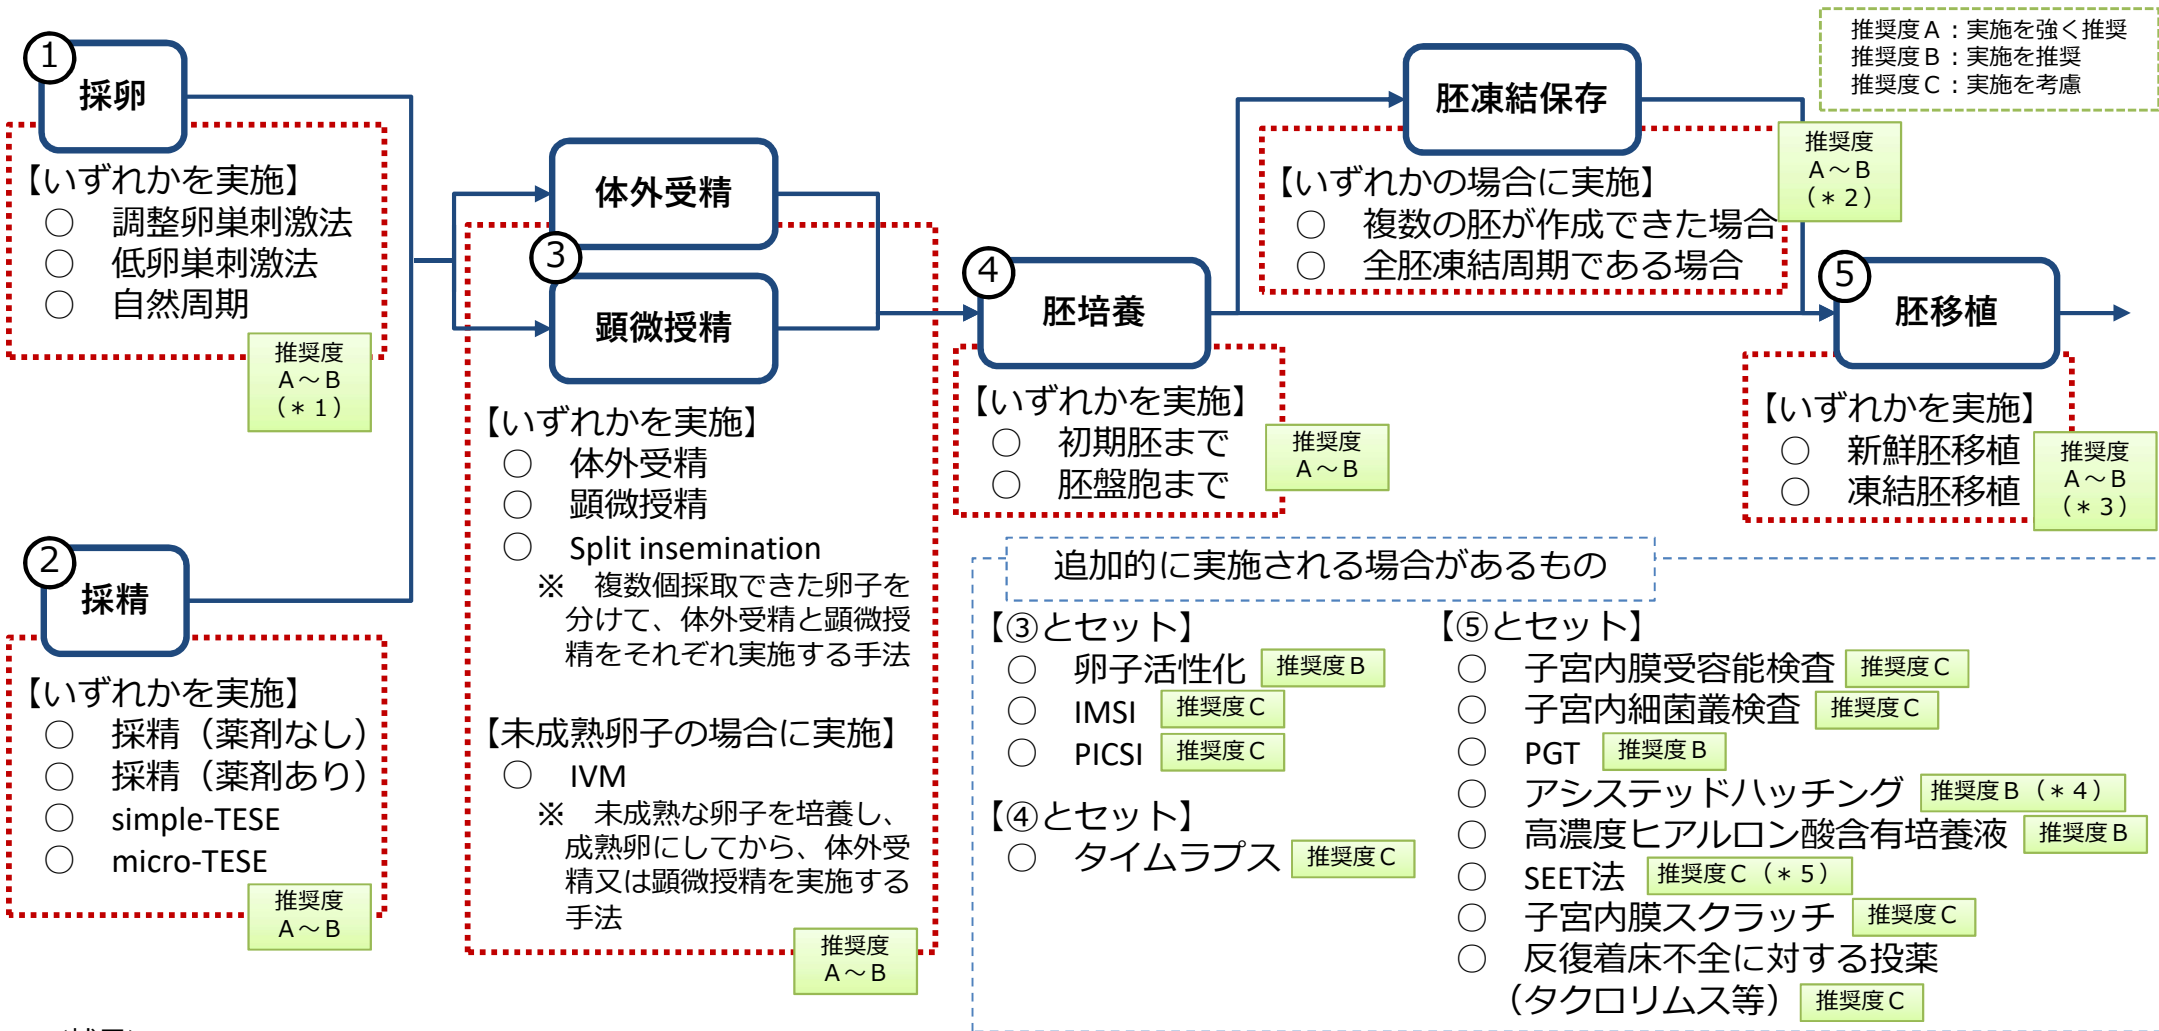 推奨度Ａ：実施を強く推奨
推奨度Ｂ：実施を推奨
推奨度Ｃ：実施を考慮
①
採卵
【いずれかを実施】
○　調整卵巣刺激法
○　低卵巣刺激法
○　自然周期
推奨度
Ａ～Ｂ
（＊１）
②
採精
【いずれかを実施】
○　採精（薬剤なし）
○　採精（薬剤あり）
○　simple-TESE
○　micro-TESE
推奨度
Ａ～Ｂ
体外受精
③
顕微授精
【いずれかを実施】
○　体外受精
○　顕微授精
○　Split insemination
※　複数個採取できた卵子を
分けて、体外受精と顕微授
精をそれぞれ実施する手法
【未成熟卵子の場合に実施】
○　IVM
※　未成熟な卵子を培養し、
成熟卵にしてから、体外受
精又は顕微授精を実施する
手法
推奨度
Ａ～Ｂ
④
胚培養
【いずれかを実施】
○　初期胚まで
○　胚盤胞まで
推奨度
Ａ～Ｂ
胚凍結保存
【いずれかの場合に実施】
○　複数の胚が作成できた場合
○　全胚凍結周期である場合
推奨度
Ａ～Ｂ
（＊２）
⑤
胚移植
【いずれかを実施】
○　新鮮胚移植
○　凍結胚移植
推奨度
Ａ～Ｂ
（＊３）
追加的に実施される場合があるもの
【③とセット】
○　卵子活性化　推奨度Ｂ
○　IMSI　推奨度Ｃ
○　PICSI　推奨度Ｃ
【④とセット】
○　タイムラプス　推奨度Ｃ
【⑤とセット】
○　子宮内膜受容能検査　推奨度Ｃ
○　子宮内細菌叢検査　推奨度Ｃ
○　PGT　推奨度Ｂ
○　アシステッドハッチング　推奨度Ｂ（＊４）
○　高濃度ヒアルロン酸含有培養液　推奨度Ｂ
○　SEET法　推奨度Ｃ（＊５）
○　子宮内膜スクラッチ　推奨度Ｃ
○　反復着床不全に対する投薬
（タクロリムス等）　推奨度Ｃ